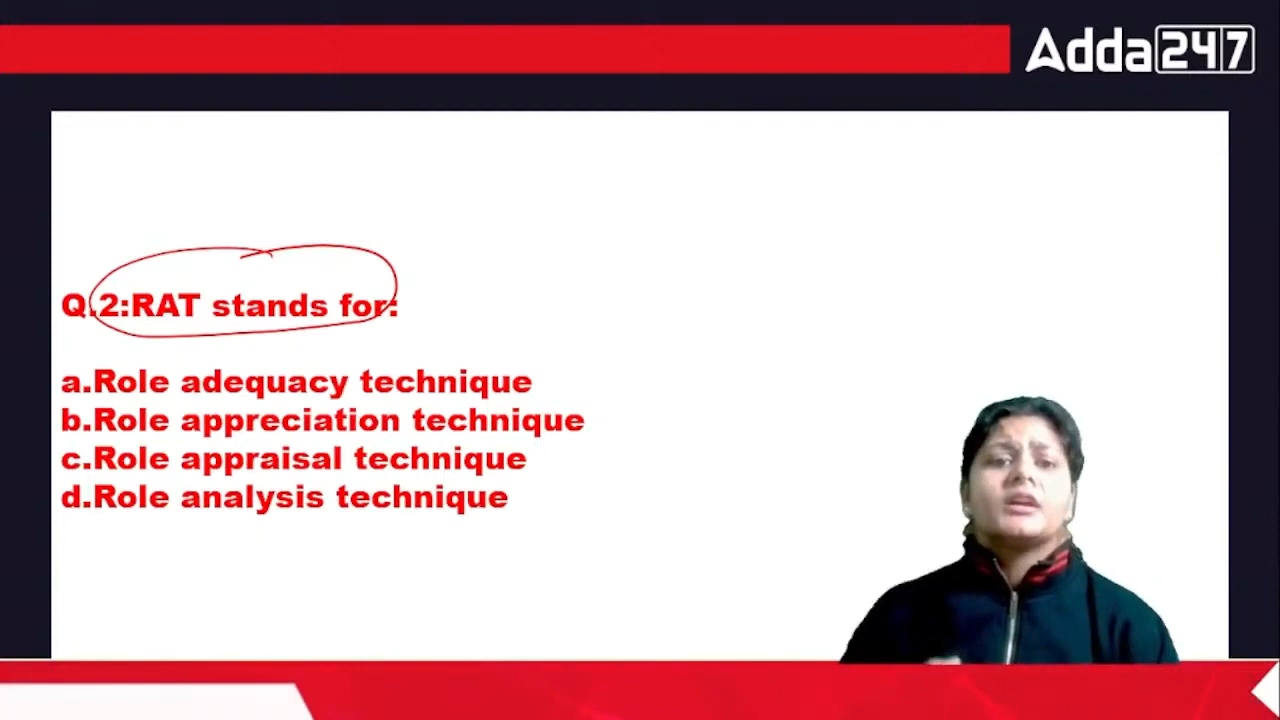 Adda247
Q.2:RAT stands for:
a.Role adequacy technique
b.Role appreciation technique
c.Role appraisal technique
d.Role analysis technique